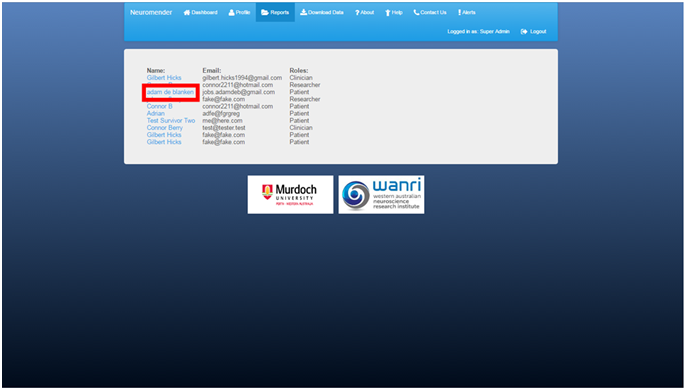 Neuromender Dashboard Profile Reports Download Data About Help Contact Us Alerts
Logged in as: Super Admin Logout
Name: Email: Roles:
Gilbert Hicks gilbert.hicks1994@gmail.com Clinician
connor2211@hotmail.com Researcher
adam de blanken jobs.adamdeb@gmail.com Patient
fake@fake.com Researcher
Connor B connor2211@hotmail.com Patient
Adrian adfe@fgrgreg Patient
Test Survivor Two me@here.com Patient
Connor Berry test@tester.test Clinician
Gilbert Hicks fake@fake.com Patient
Gilbert Hicks fake@fake.com Patient
Murdoch
UNIVERSITY
PERTH, WESTERN AUSTRALIA
wanri
western australian
neuroscience
research institute